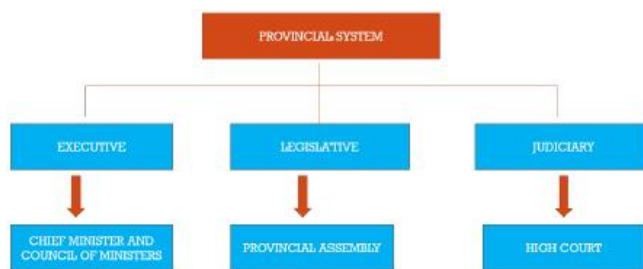 PROVINCIAL SYSTEM
EXECUTIVE
LEGISLATIVE
JUDICIARY
CHIEF MINISTER AND
COUNCIL OF MINISTERS
PROVINCIAL ASSEMBLY
HIGH COURT